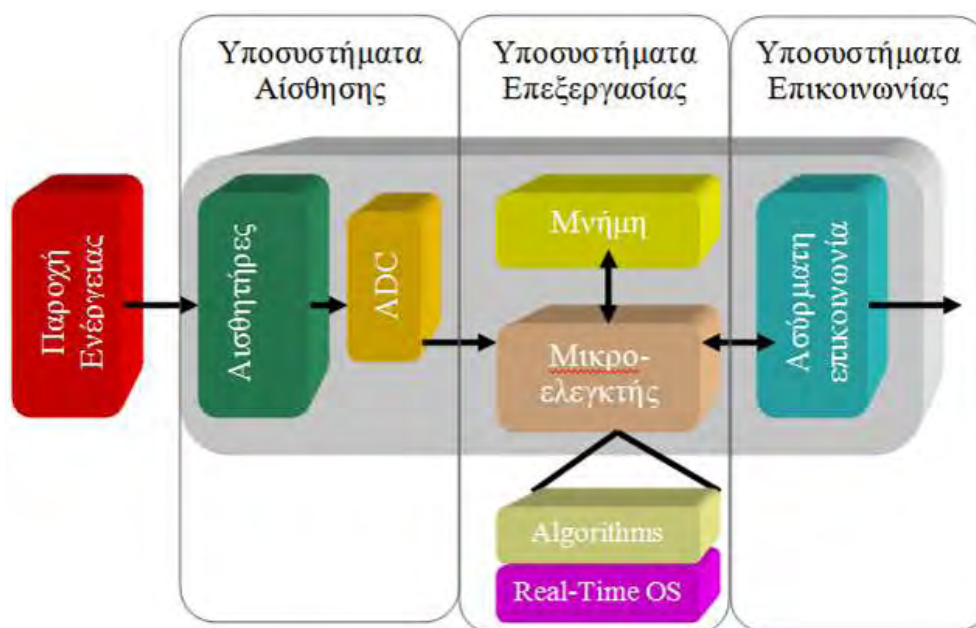 Υποσυστήματα
Αίσθησης
Υποσυστήματα
Επεξεργασίας
Υποσυστήματα
Επικοινωνίας
Παροχή
Ενέργειας
Αισθητήρες
ADC
Μνήμη
Μικρο-
ελεγκτής
Ασύρματη
επικοινωνία
Algorithms
Real-Time OS